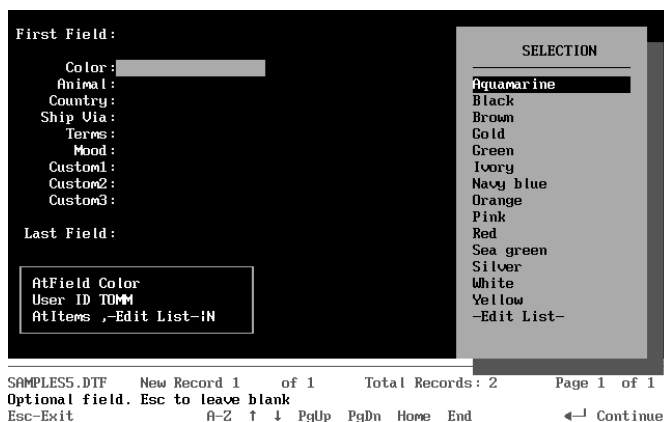 First Field:
Color:
Animal:
Country:
Ship Via:
Terms:
Mood:
Custom1:
Custom2:
Custom3:
Last Field:
AtField Color
User ID TOMM
AtItems ,-Edit List-|N
SELECTION
Aquamarine
Black
Brown
Gold
Green
Ivory
Navy blue
Orange
Pink
Red
Sea green
Silver
White
Yellow
-Edit List-
SAMPLES5.DTF New Record 1 of 1 Total Records: 2 Page 1 of 1
Optional field. Esc to leave blank
Esc-Exit A-Z ↑ ↓ PgUp PgDn Home End ◄─┘ Continue